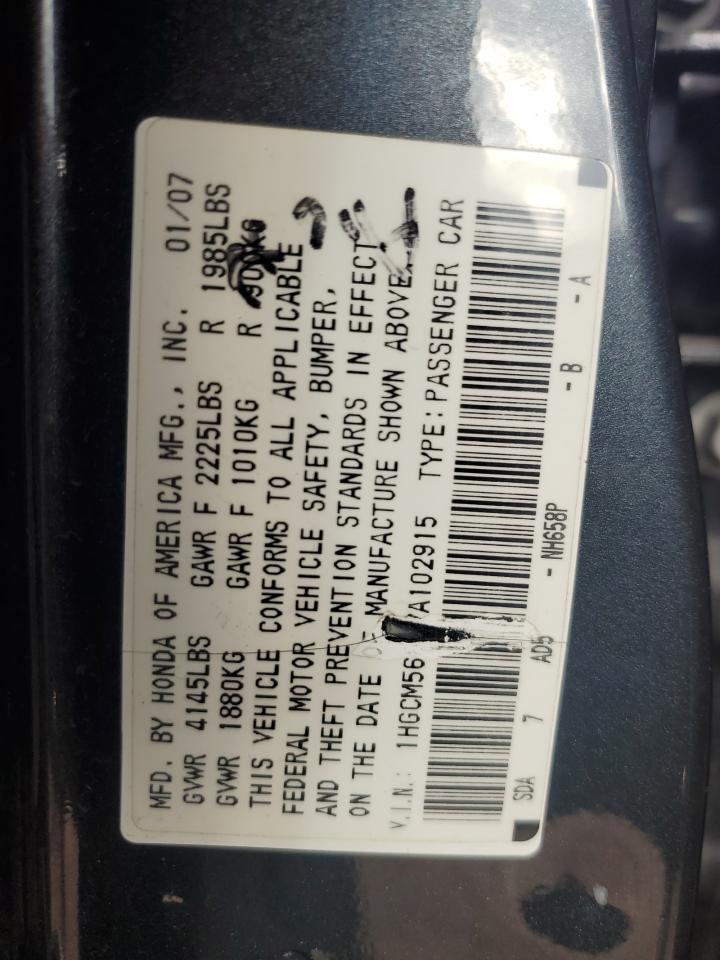 MFD. BY HONDA OF AMERICA MFG., INC. 01/07
GVWR 4145LBS GAWR F 2225LBS R 1985LBS
GVWR 1880KG GAWR F 1010KG R
THIS VEHICLE CONFORMS TO ALL APPLICABLE
FEDERAL MOTOR VEHICLE SAFETY, BUMPER,
AND THEFT PREVENTION STANDARDS IN EFFECT
ON THE DATE MANUFACTURE SHOWN ABOVE.
V.I.N.: 1HGCM56 A102915 TYPE:PASSENGER CAR
SDA 7 AD5 - NH658P - B - A